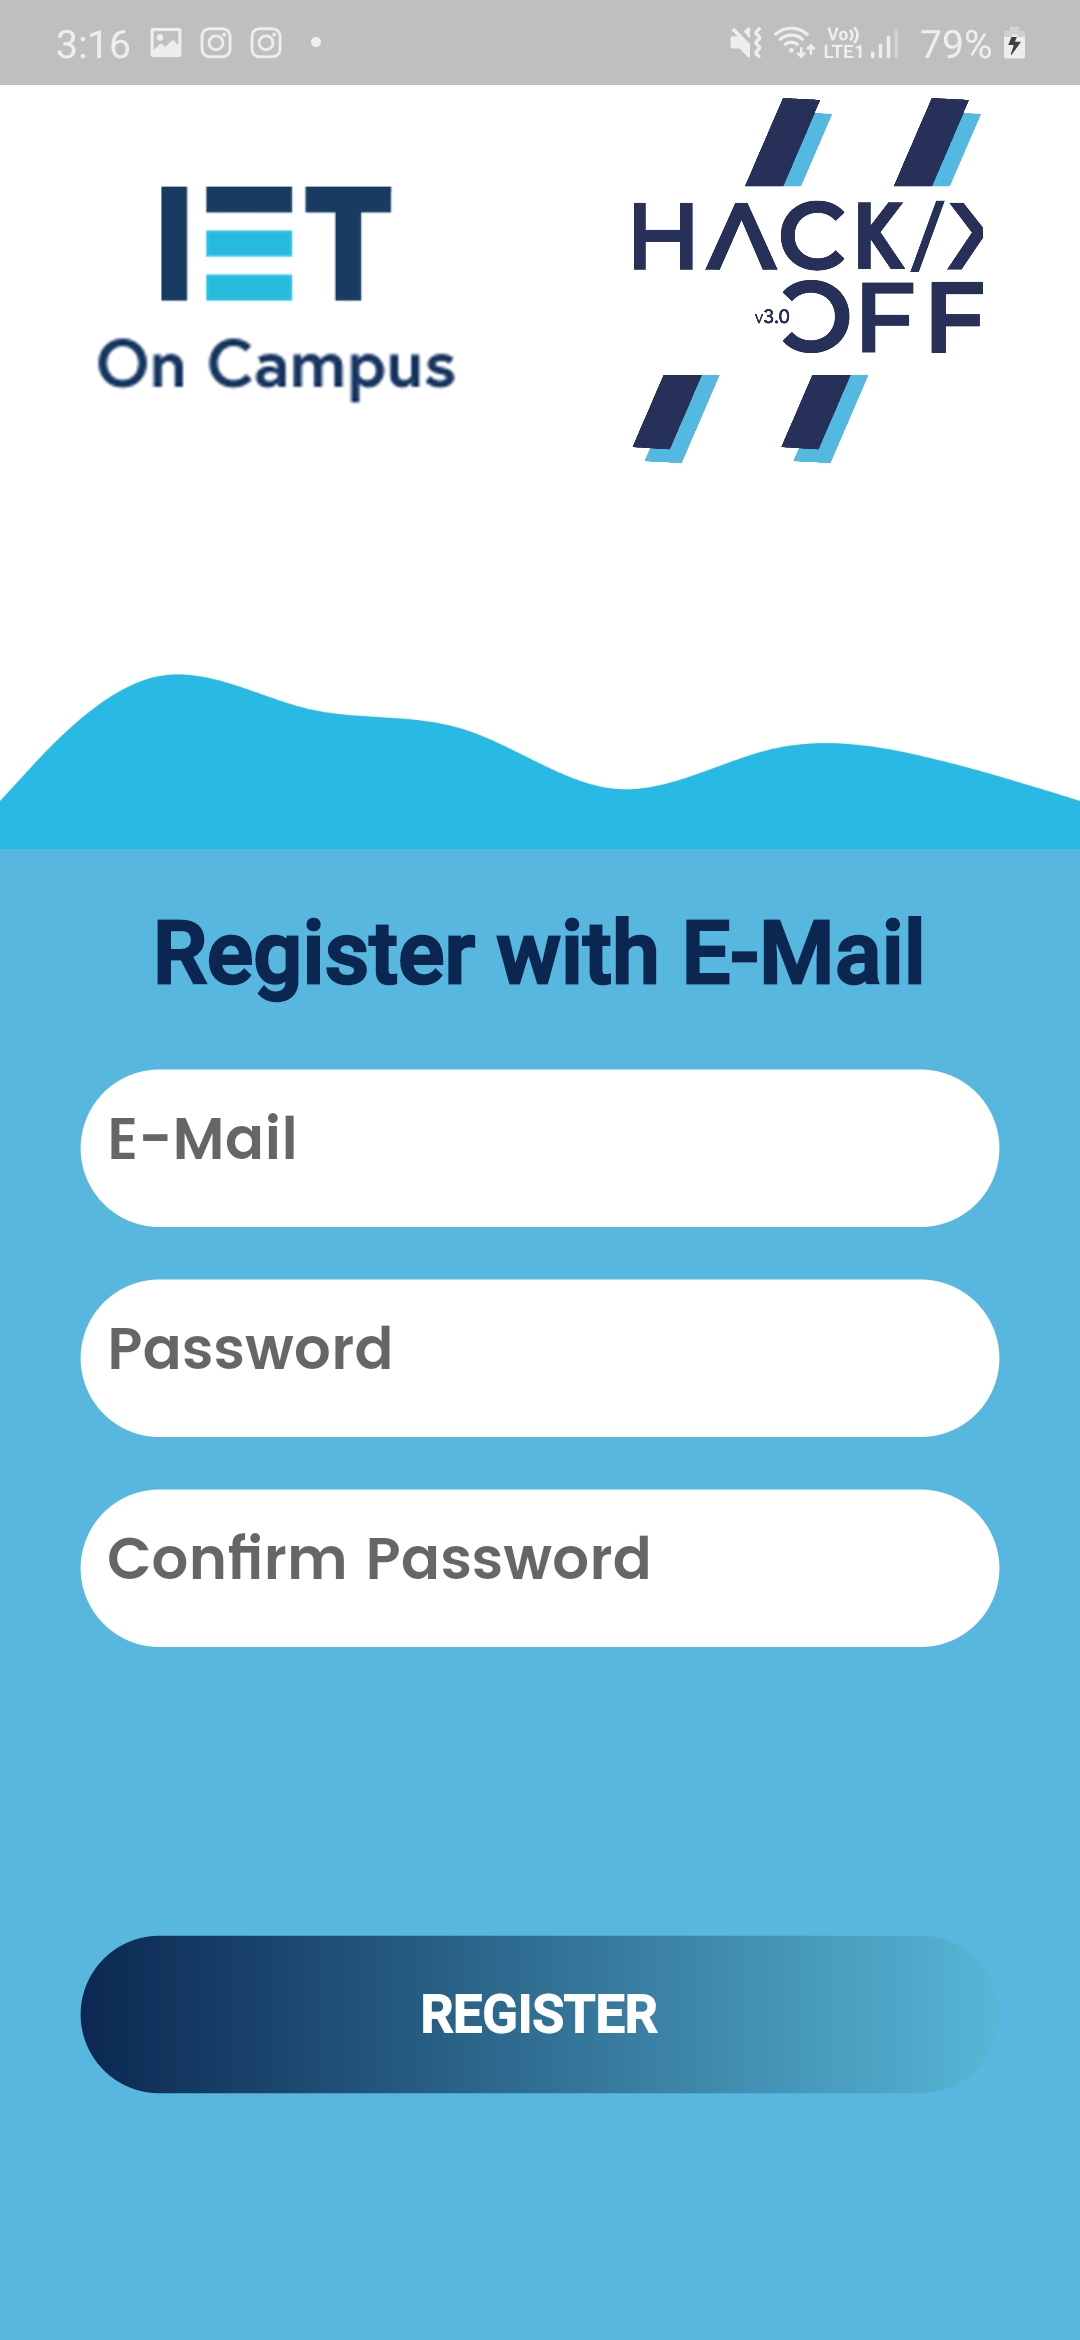 3:16
Vo)) LTE1 79%
IET
On Campus
HACK
v3.0 OFF
Register with E-Mail
E-Mail
Password
Confirm Password
REGISTER